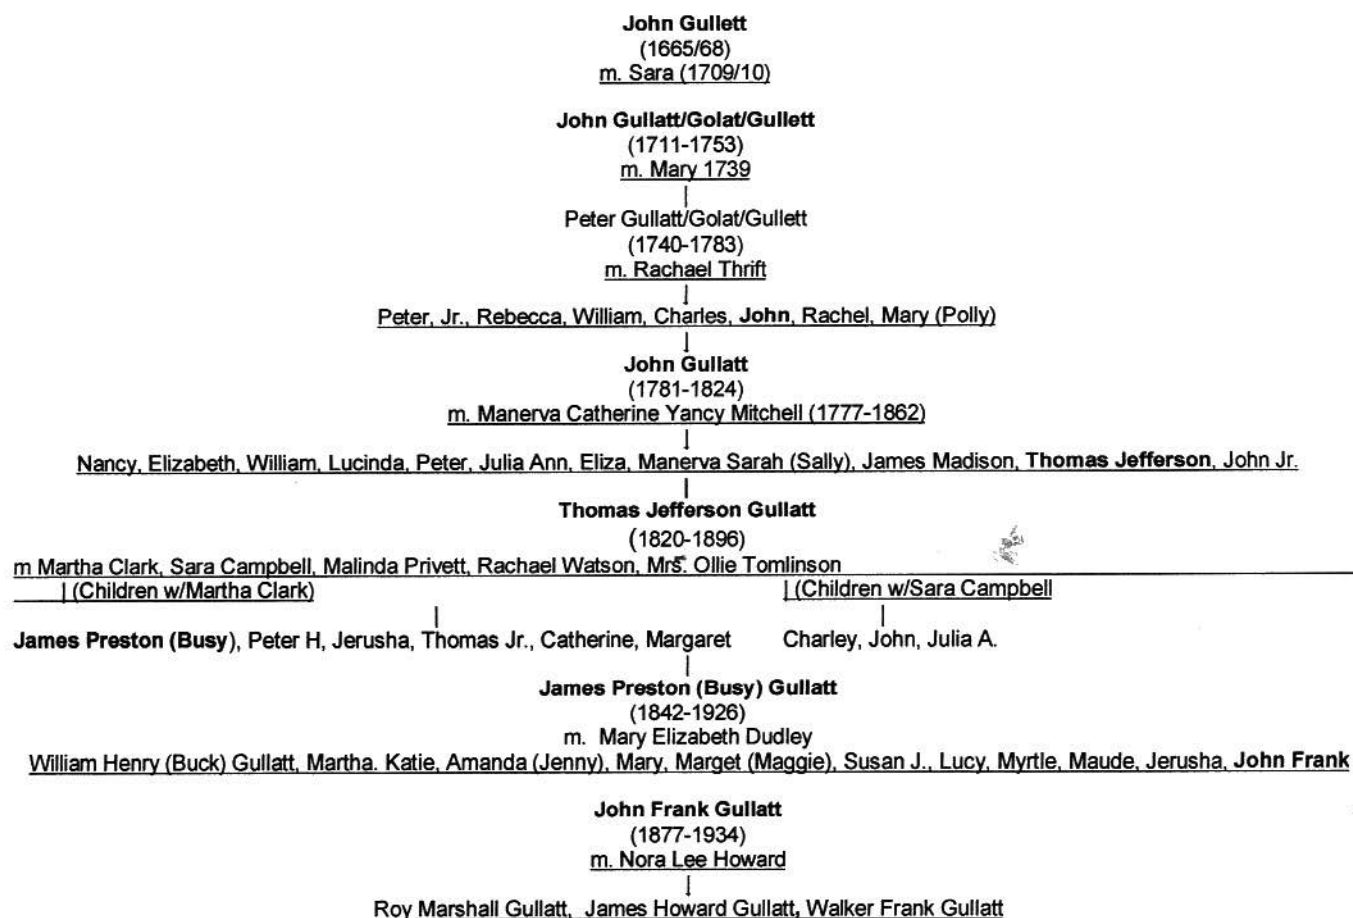 John Gullett
(1665/68)
m. Sara (1709/10)
John Gullatt/Golat/Gullett
(1711-1753)
m. Mary 1739
Peter Gullatt/Golat/Gullett
(1740-1783)
m. Rachael Thrift
Peter, Jr., Rebecca, William, Charles, John, Rachel, Mary (Polly)
John Gullatt
(1781-1824)
m. Manerva Catherine Yancy Mitchell (1777-1862)
Nancy, Elizabeth, William, Lucinda, Peter, Julia Ann, Eliza, Manerva Sarah (Sally), James Madison, Thomas Jefferson, John Jr.
Thomas Jefferson Gullatt
(1820-1896)
m Martha Clark, Sara Campbell, Malinda Privett, Rachael Watson, Mrs. Ollie Tomlinson
(Children w/Martha Clark) (Children w/Sara Campbell
James Preston (Busy), Peter H, Jerusha, Thomas Jr., Catherine, Margaret Charley, John, Julia A.
James Preston (Busy) Gullatt
(1842-1926)
m. Mary Elizabeth Dudley
William Henry (Buck) Gullatt, Martha. Katie, Amanda (Jenny), Mary, Marget (Maggie), Susan J., Lucy, Myrtle, Maude, Jerusha, John Frank
John Frank Gullatt
(1877-1934)
m. Nora Lee Howard
Roy Marshall Gullatt, James Howard Gullatt, Walker Frank Gullatt